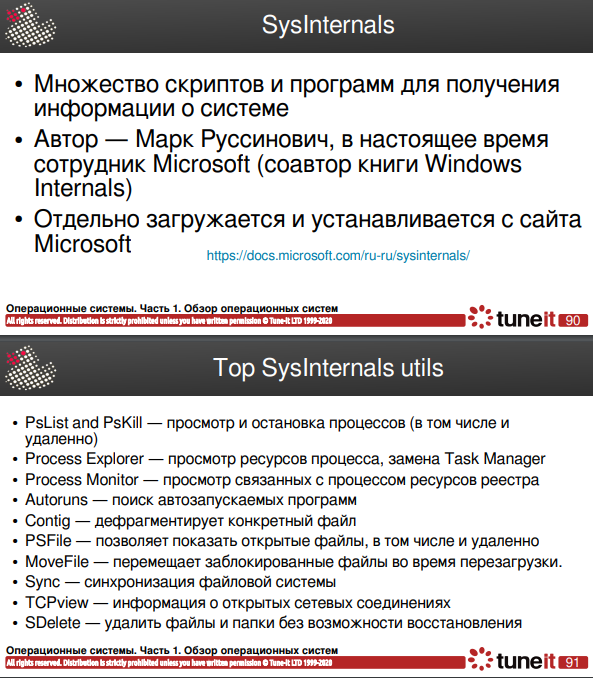 SysInternals
• Множество скриптов и программ для получения
информации о системе
• Автор — Марк Руссинович, в настоящее время
сотрудник Microsoft (соавтор книги Windows
Internals)
• Отдельно загружается и устанавливается с сайта
Microsoft
https://docs.microsoft.com/ru-ru/sysinternals/
Операционные системы. Часть 1. Обзор операционных систем
All rights reserved. Distribution is strictly prohibited unless you have written permission © Tune-it LTD 1999-2020
tuneit 90
Top SysInternals utils
• PsList and PsKill — просмотр и остановка процессов (в том числе и
удаленно)
• Process Explorer — просмотр ресурсов процесса, замена Task Manager
• Process Monitor — просмотр связанных с процессом ресурсов реестра
• Autoruns — поиск автозапускаемых программ
• Contig — дефрагментирует конкретный файл
• PSFile — позволяет показать открытые файлы, в том числе и удаленно
• MoveFile — перемещает заблокированные файлы во время перезагрузки.
• Sync — синхронизация файловой системы
• TCPview — информация о открытых сетевых соединениях
• SDelete — удалить файлы и папки без возможности восстановления
Операционные системы. Часть 1. Обзор операционных систем
All rights reserved. Distribution is strictly prohibited unless you have written permission © Tune-it LTD 1999-2020
tuneit 91